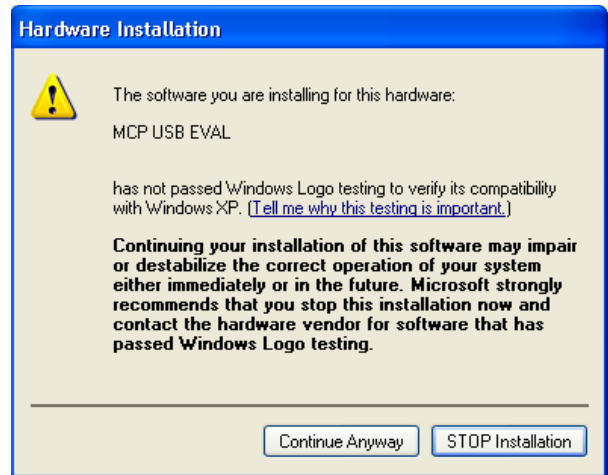 Hardware Installation
The software you are installing for this hardware:
MCP USB EVAL
has not passed Windows Logo testing to verify its compatibility
with Windows XP. (Tell me why this testing is important.)
Continuing your installation of this software may impair
or destabilize the correct operation of your system
either immediately or in the future. Microsoft strongly
recommends that you stop this installation now and
contact the hardware vendor for software that has
passed Windows Logo testing.
Continue Anyway
STOP Installation